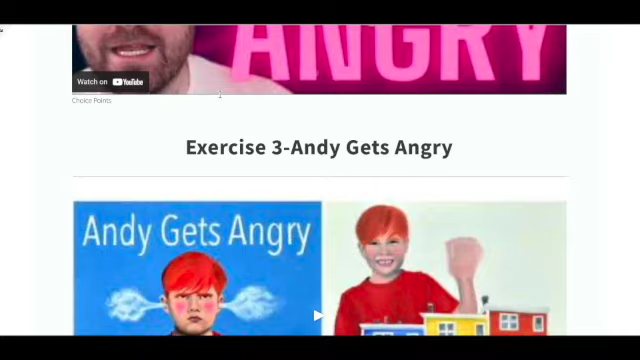 ANGRY
Watch on YouTube
Choice Points
Exercise 3-Andy Gets Angry
Andy Gets Angry